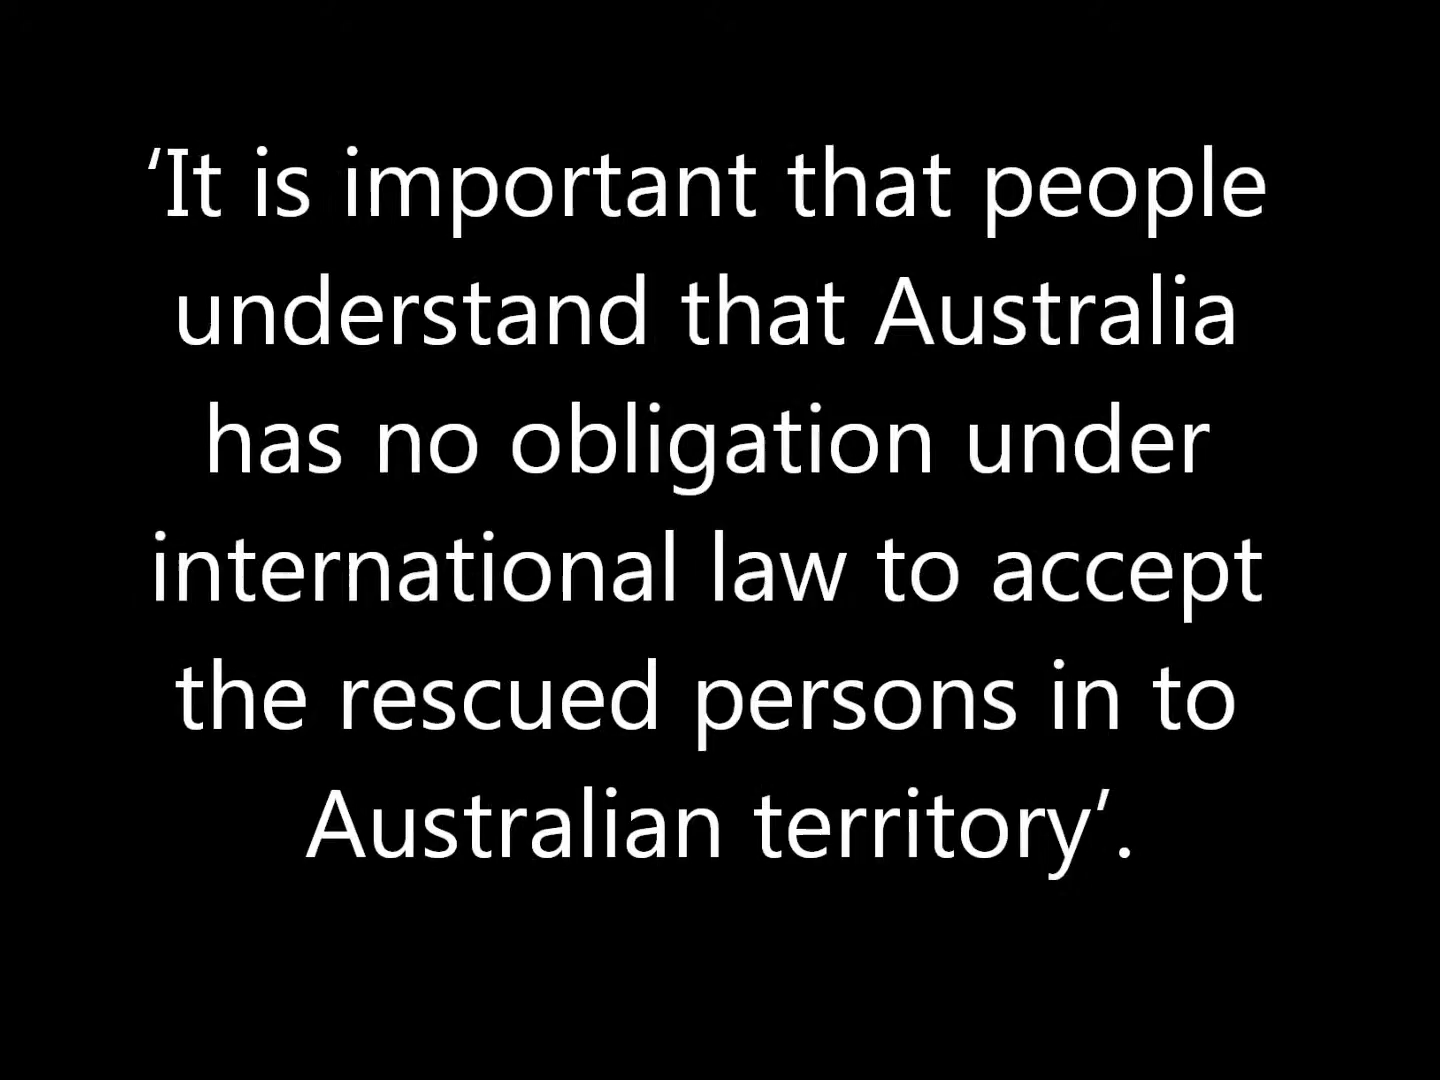 ‘It is important that people
understand that Australia
has no obligation under
international law to accept
the rescued persons in to
Australian territory’.